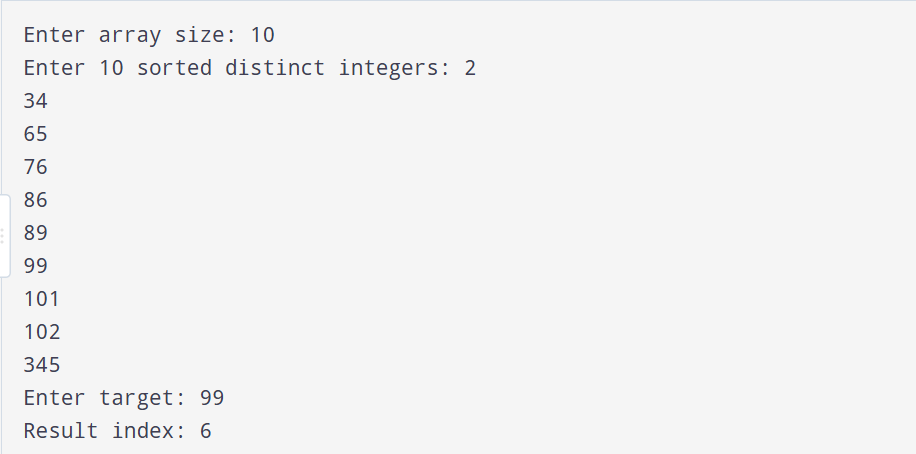 Enter array size: 10
Enter 10 sorted distinct integers: 2
34
65
76
86
89
99
101
102
345
Enter target: 99
Result index: 6